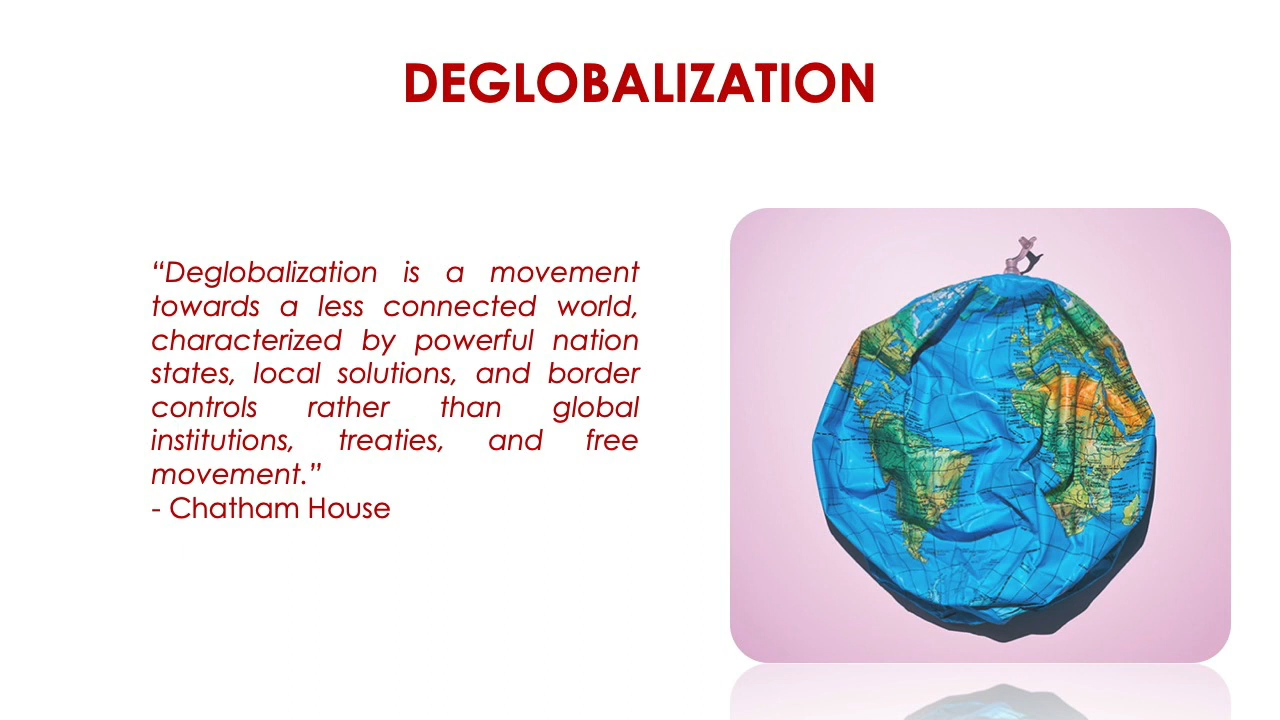 DEGLOBALIZATION
“Deglobalization is a movement
towards a less connected world,
characterized by powerful nation
states, local solutions, and border
controls rather than global
institutions, treaties, and free
movement.”
- Chatham House